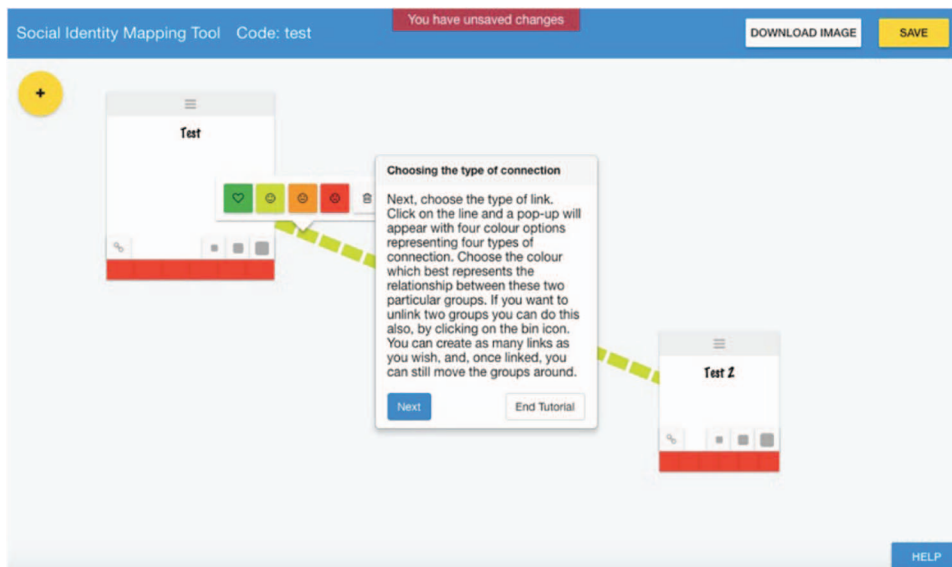 You have unsaved changes
Social Identity Mapping Tool Code: test
DOWNLOAD IMAGE
SAVE
+
Test
Choosing the type of connection
Next, choose the type of link.
Click on the line and a pop-up will
appear with four colour options
representing four types of
connection. Choose the colour
which best represents the
relationship between these two
particular groups. If you want to
unlink two groups you can do this
also, by clicking on the bin icon.
You can create as many links as
you wish, and, once linked, you
can still move the groups around.
Next
End Tutorial
Test 2
HELP